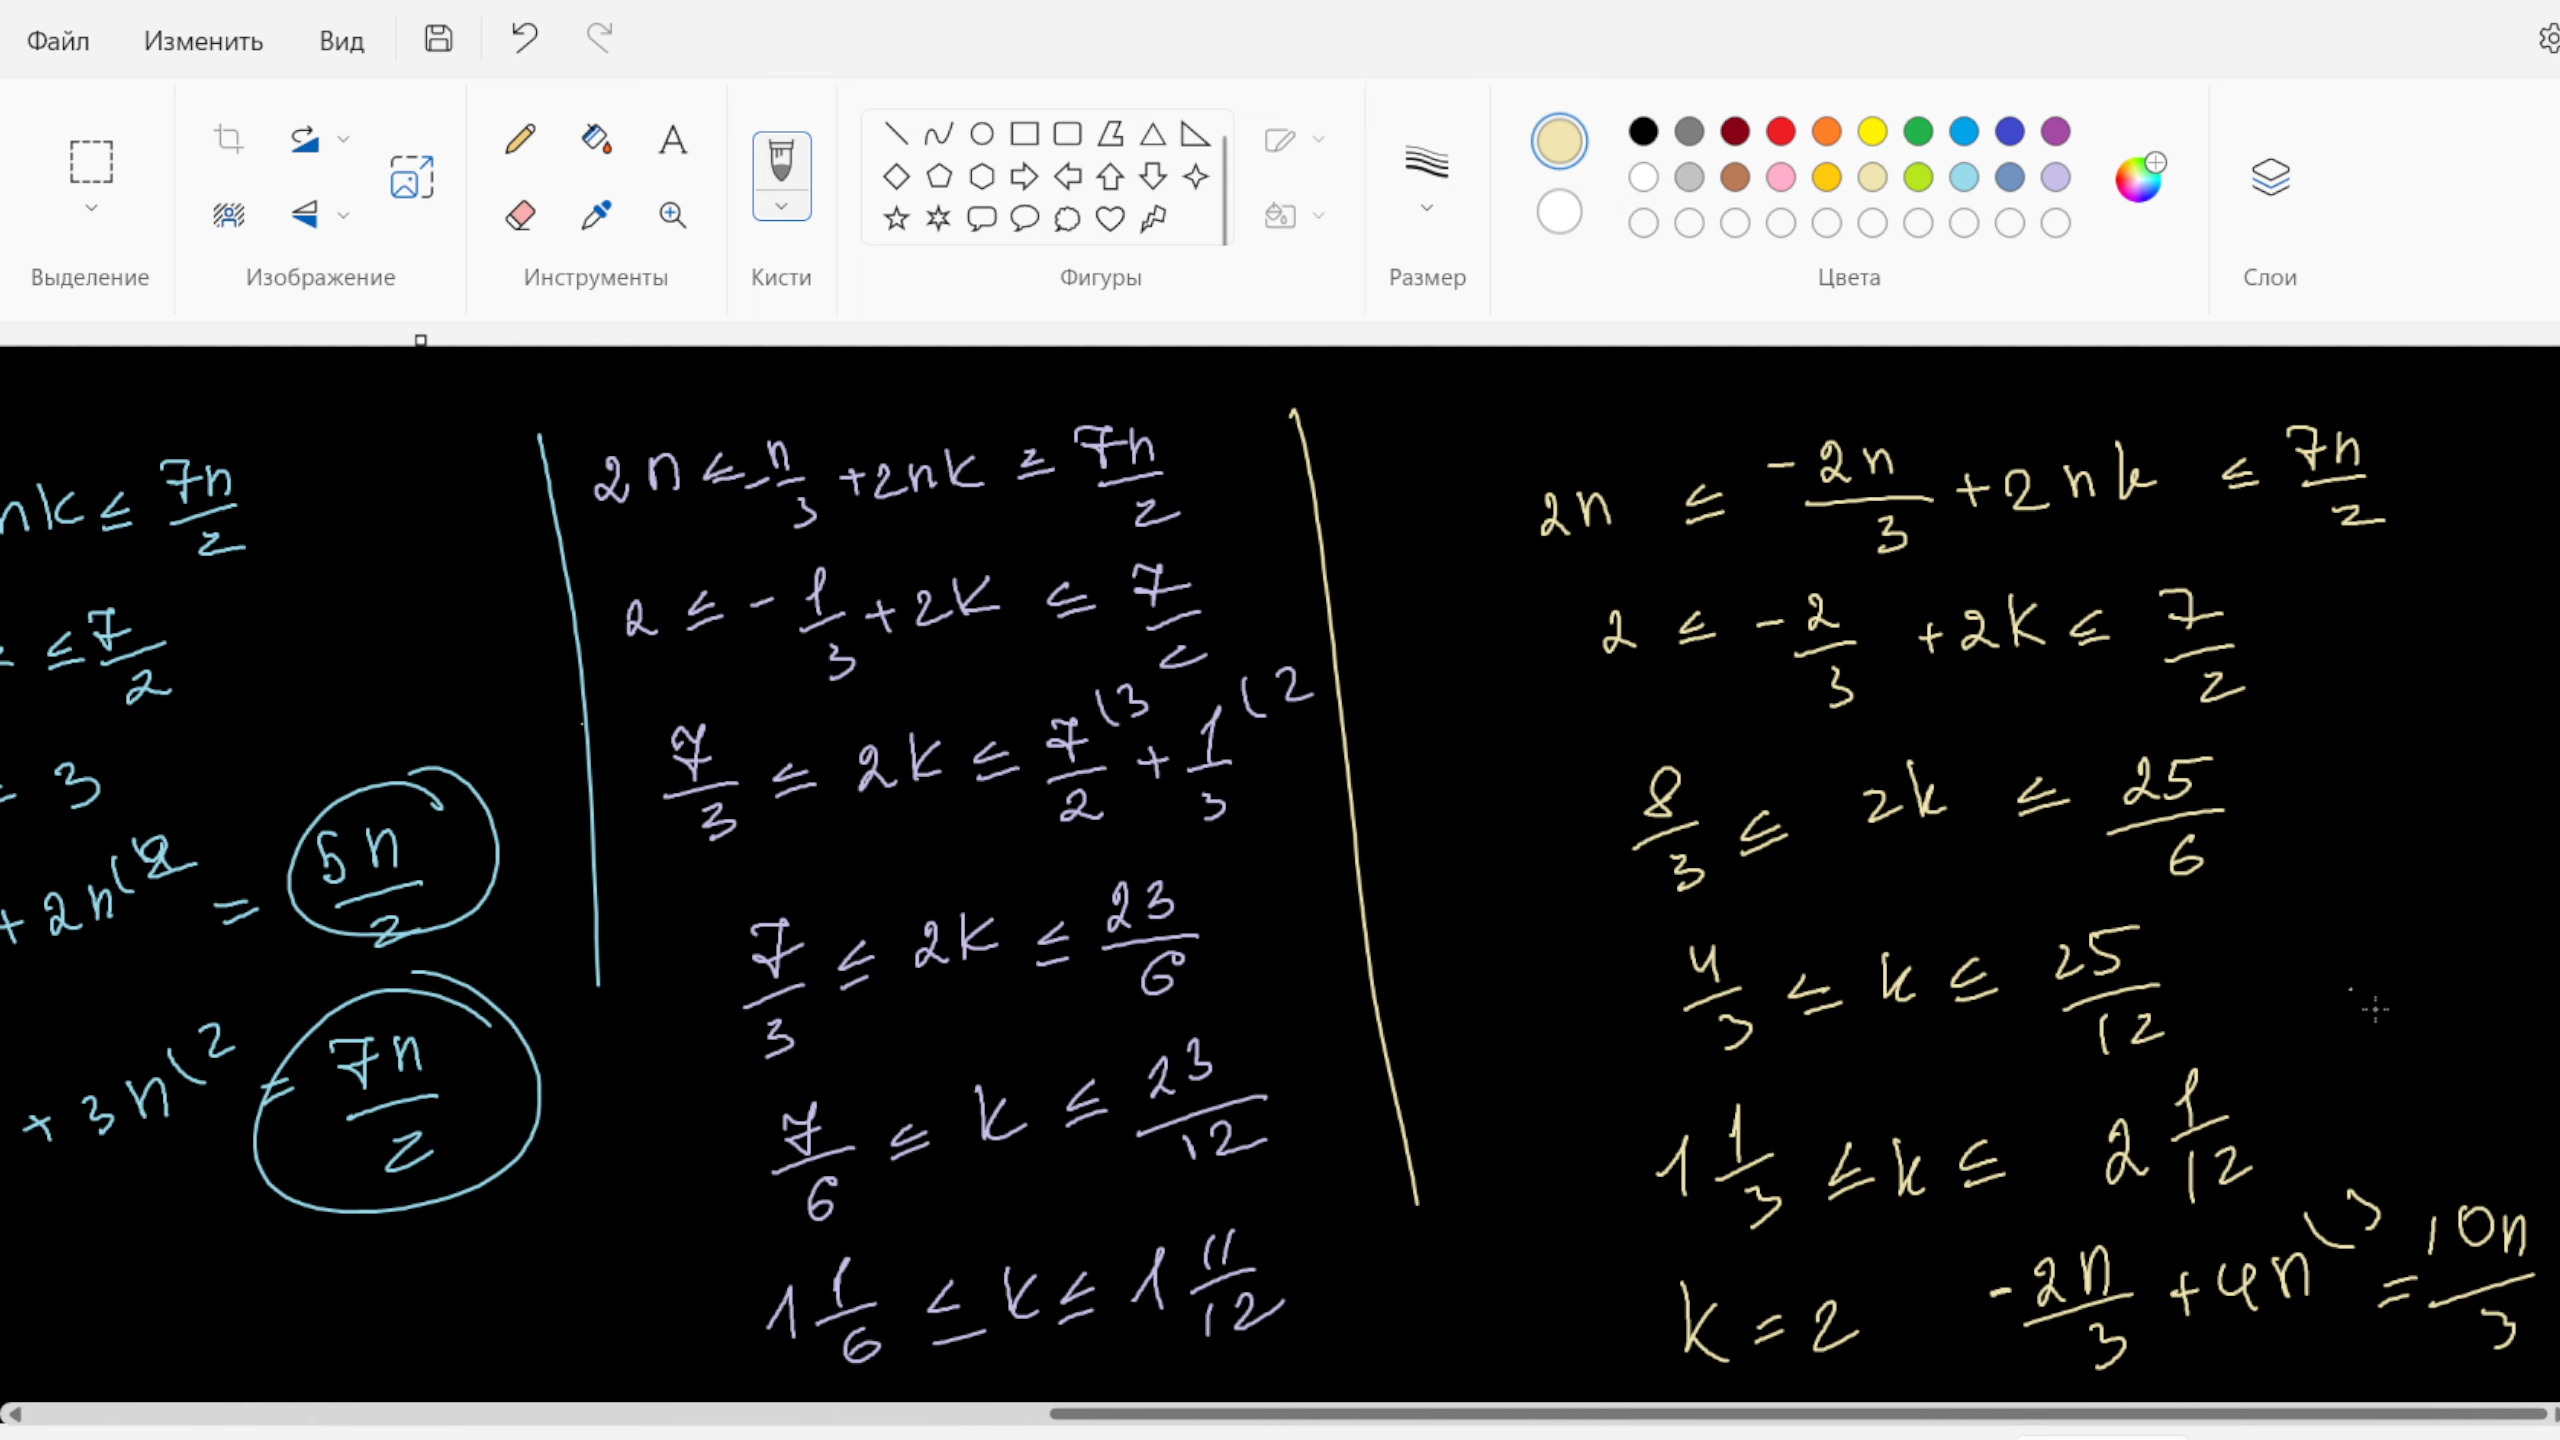 Файл Изменить Вид
Выделение Изображение Инструменты Кисти Фигуры Размер Цвета Слои
nk ≤ 7n/2
≤ 7/2
= 3
+ 2n(2 = 5n/2
+ 3n(2 = 7n/2
2n ≤ -n/3 + 2nk ≤ 7n/2
2 ≤ -1/3 + 2k ≤ 7/2
7/3 ≤ 2k ≤ 7/2(3 + 1/3(2
7/3 ≤ 2k ≤ 23/6
7/6 ≤ k ≤ 23/12
1 1/6 ≤ k ≤ 1 11/12
2n ≤ -2n/3 + 2nk ≤ 7n/2
2 ≤ -2/3 + 2k ≤ 7/2
8/3 ≤ 2k ≤ 25/6
4/3 ≤ k ≤ 25/12
1 1/3 ≤ k ≤ 2 1/12
k = 2 -2n/3 + 4n(3 = 10n/3